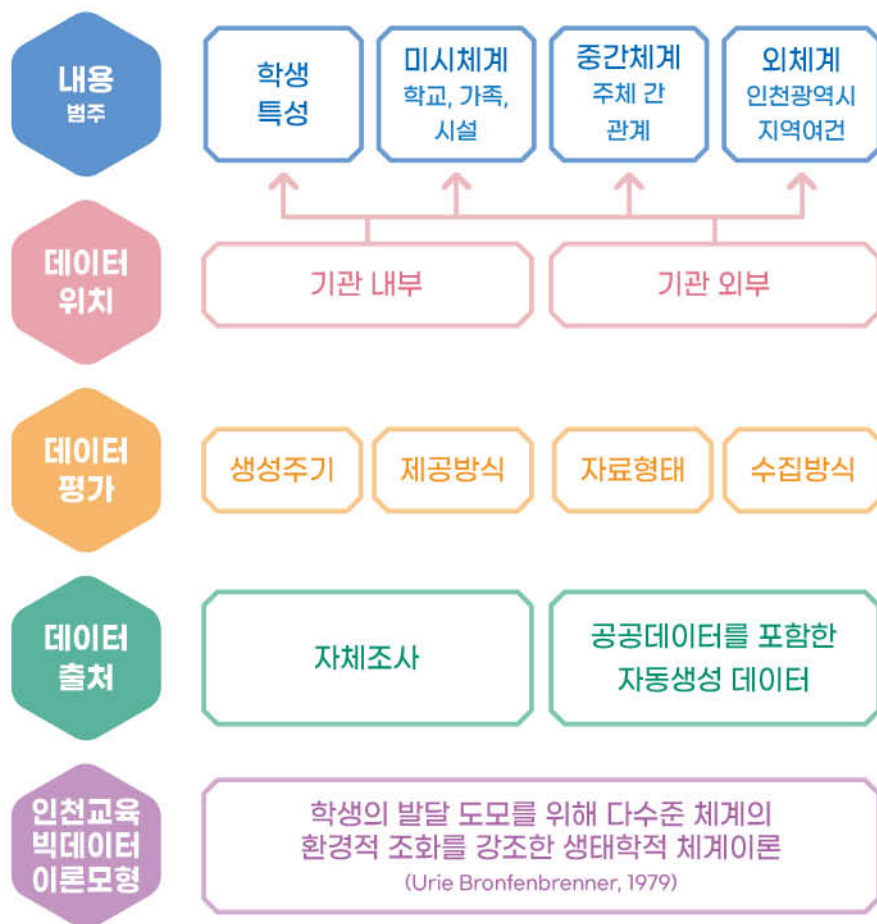 내용
범주
학생
특성
미시체계
학교, 가족,
시설
중간체계
주체 간
관계
외체계
인천광역시
지역여건
데이터
위치
기관 내부
기관 외부
데이터
평가
생성주기
제공방식
자료형태
수집방식
데이터
출처
자체조사
공공데이터를 포함한
자동생성 데이터
인천교육
빅데이터
이론모형
학생의 발달 도모를 위해 다수준 체계의
환경적 조화를 강조한 생태학적 체계이론
(Urie Bronfenbrenner, 1979)